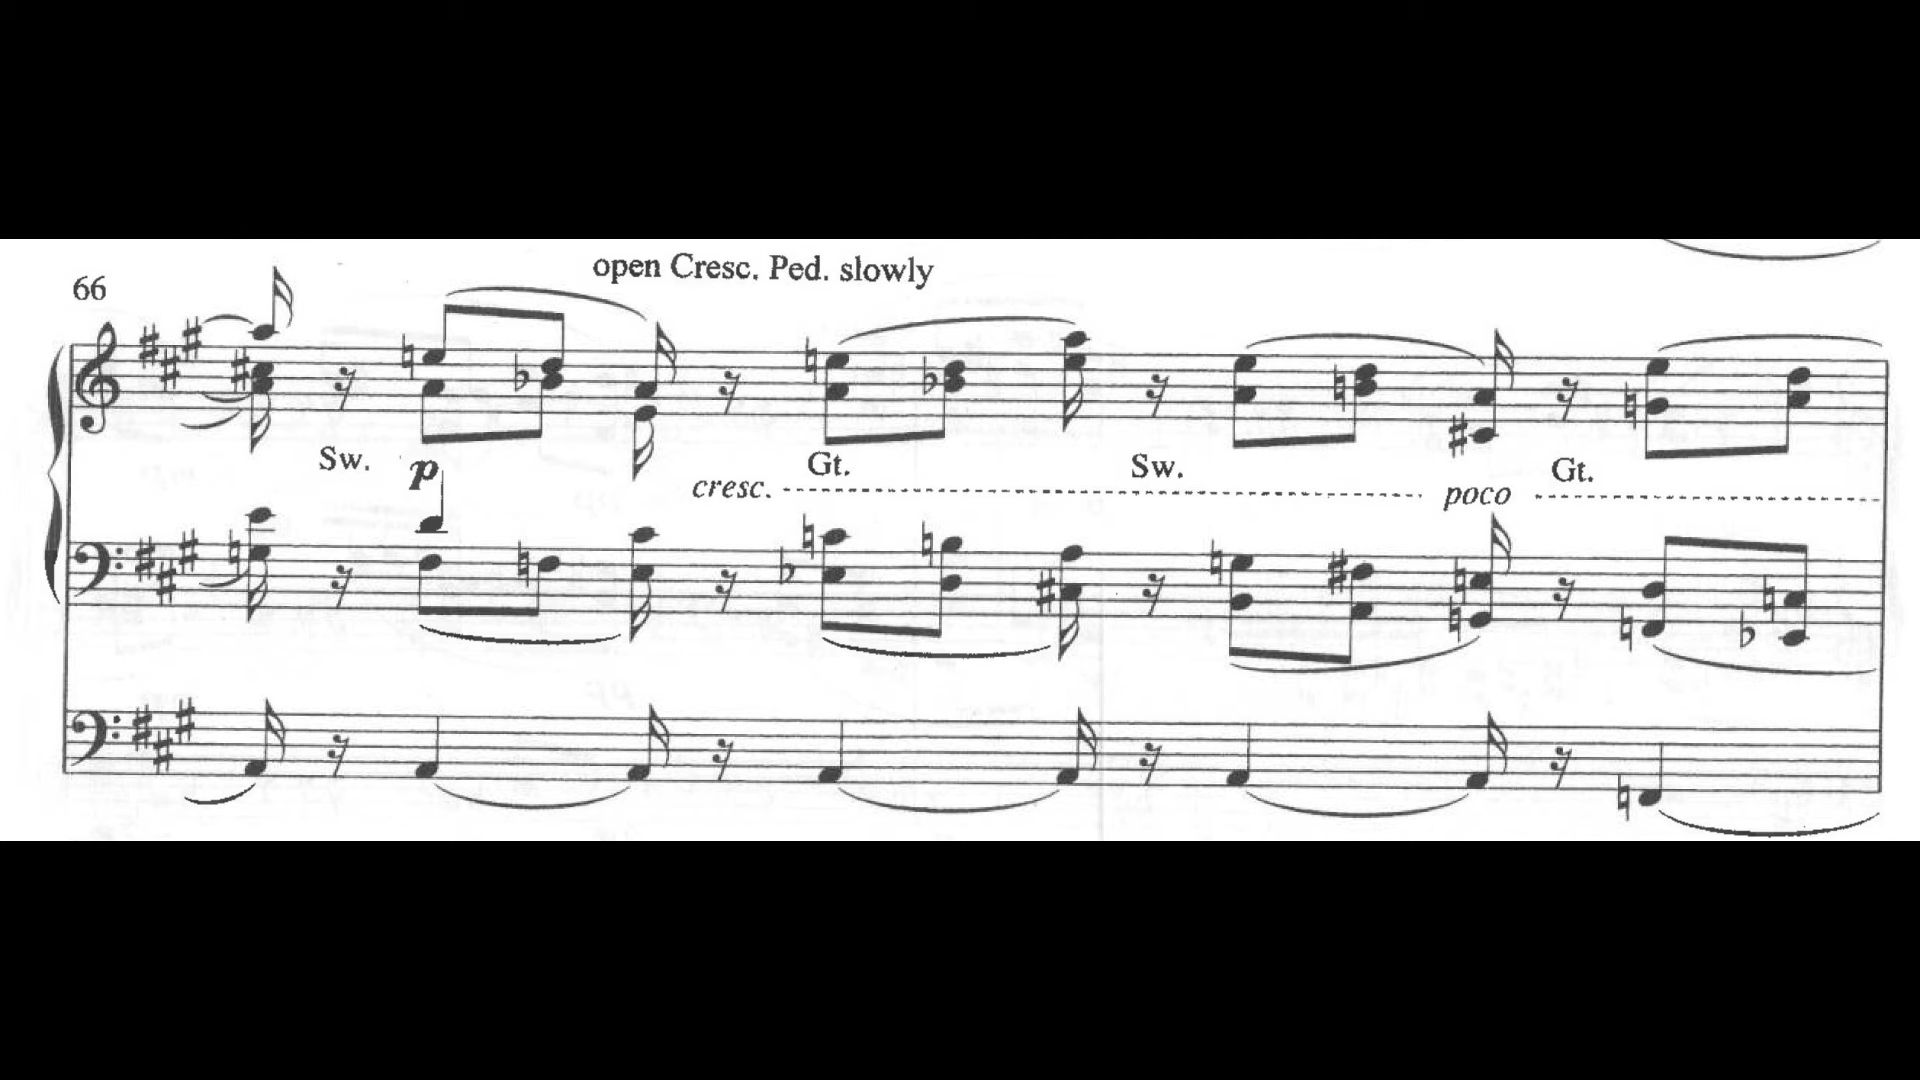 open Cresc. Ped. slowly
66
Sw.
p
Gt.
Sw.
Gt.
cresc.
poco